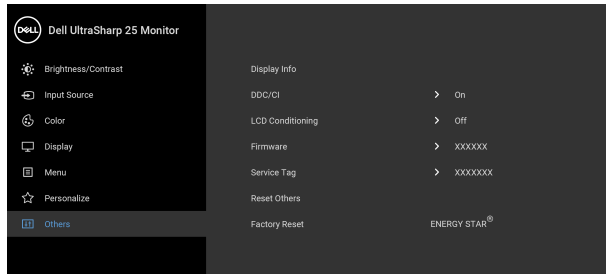 DELL Dell UltraSharp 25 Monitor
Brightness/Contrast Display Info
Input Source DDC/CI > On
Color LCD Conditioning > Off
Display Firmware > XXXXXX
Menu Service Tag > XXXXXXX
Personalize Reset Others
Others Factory Reset ENERGY STAR®